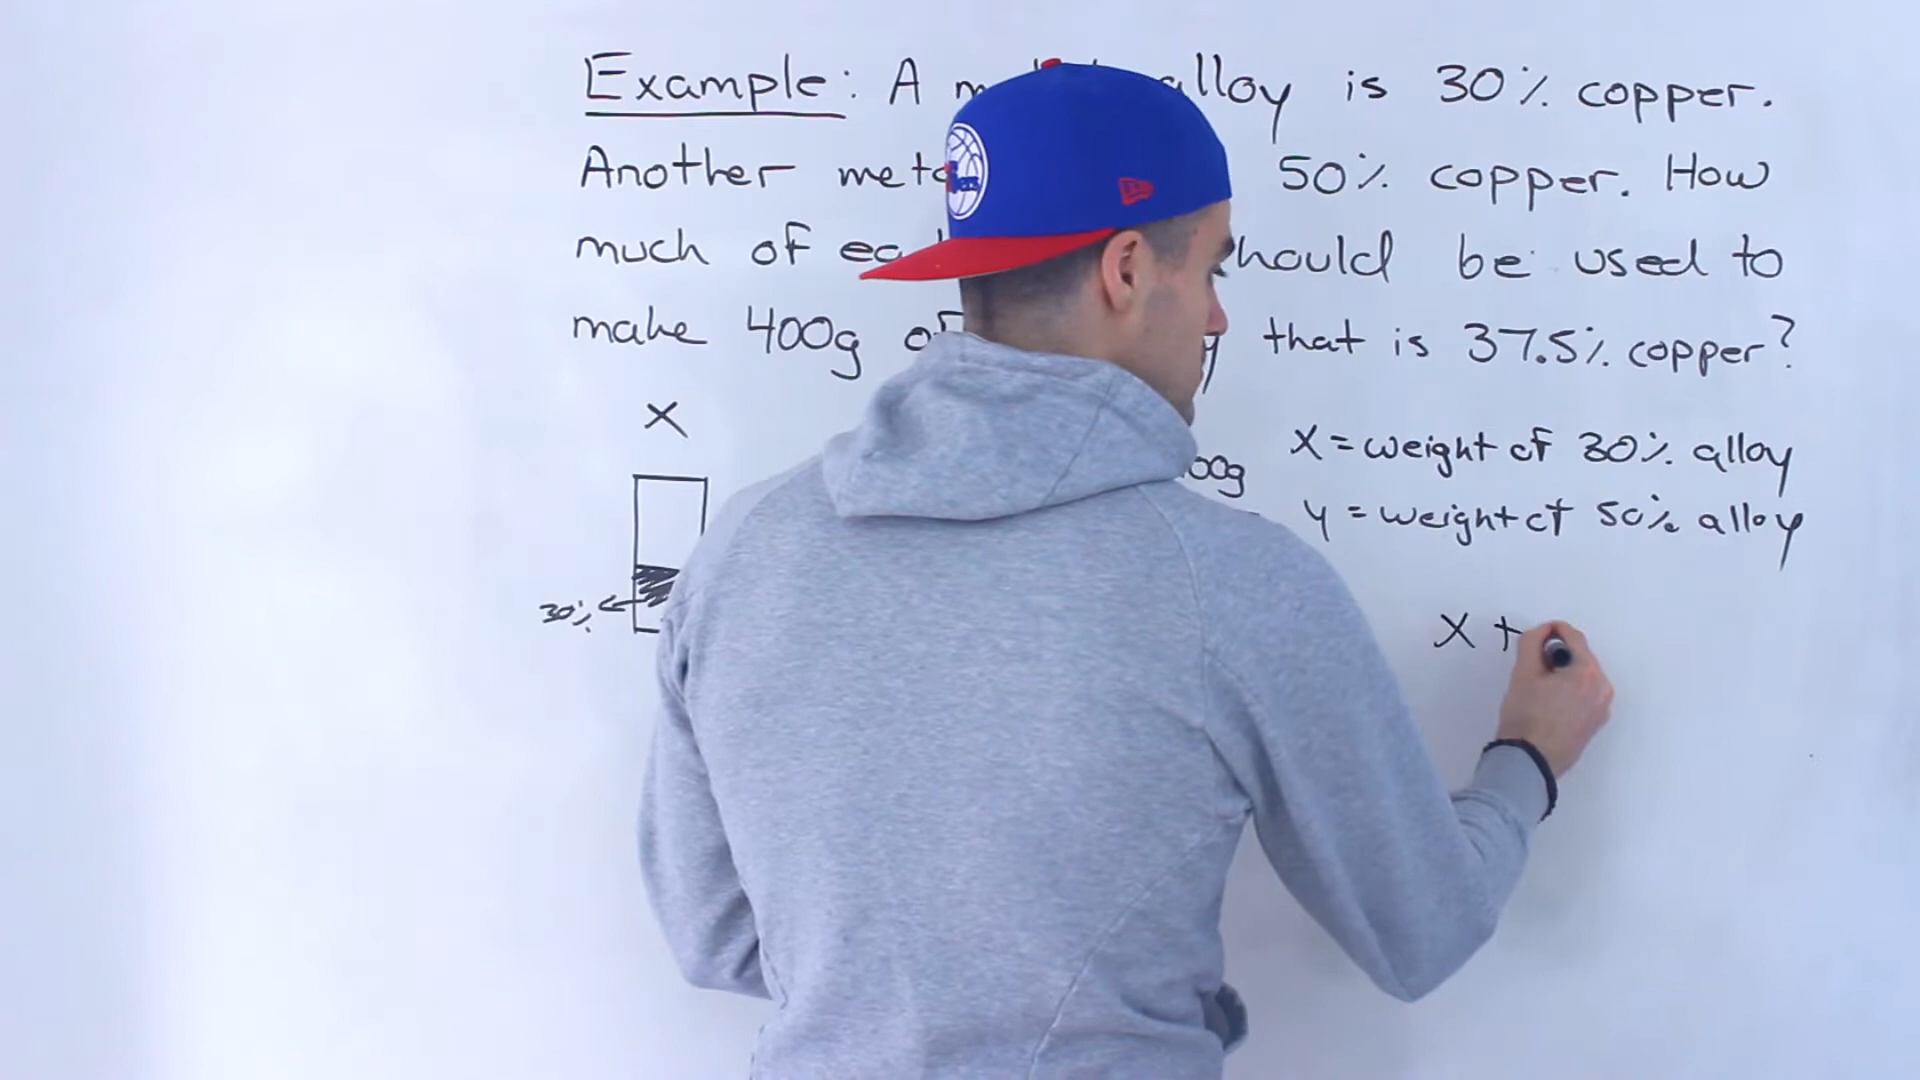 Example: A alloy is 30% copper.
Another 50% copper. How
much of should be used to
make 400g that is 37.5% copper?
X
x = weight of 30% alloy
y = weight of 50% alloy
30%
x +